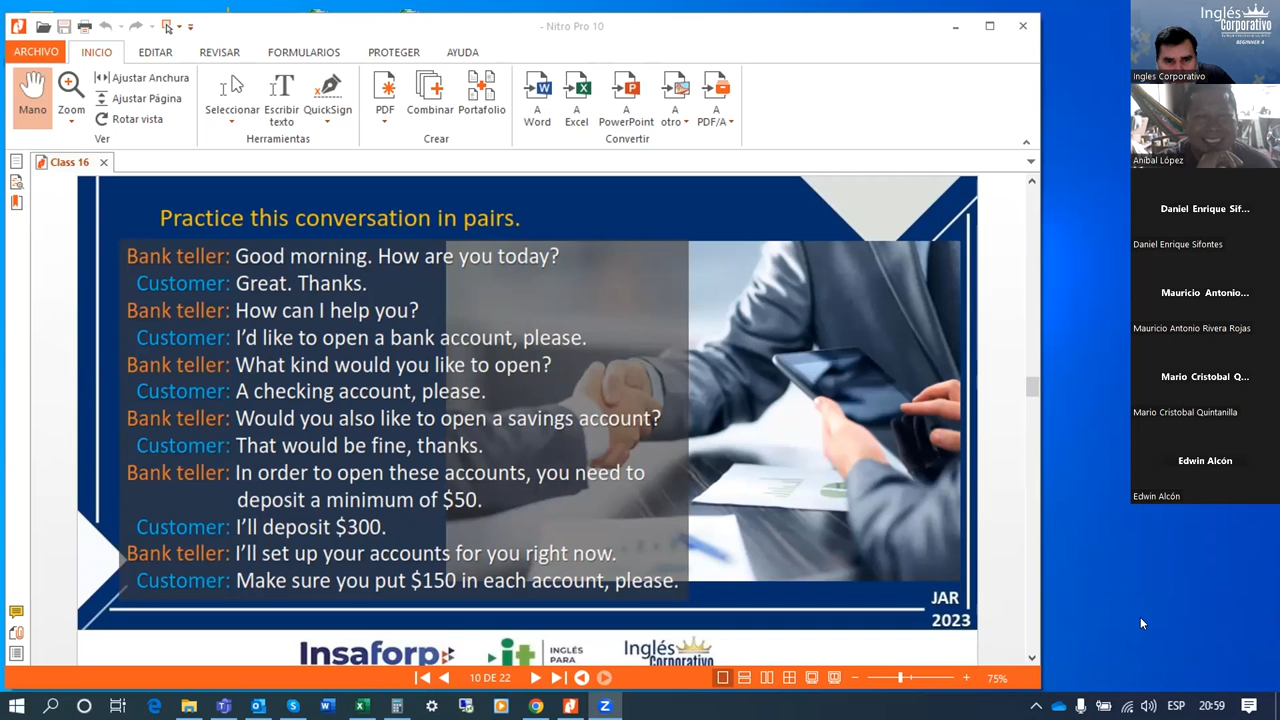 - Nitro Pro 10
ARCHIVO INICIO EDITAR REVISAR FORMULARIOS PROTEGER AYUDA
Mano
Zoom
Ajustar Anchura
Ajustar Página
Rotar vista
Ver
Seleccionar
Escribir texto
QuickSign
Herramientas
PDF
Combinar
Portafolio
Crear
A Word
A Excel
A PowerPoint
A otro
A PDF/A
Convertir
Class 16
Practice this conversation in pairs.
Bank teller: Good morning. How are you today?
Customer: Great. Thanks.
Bank teller: How can I help you?
Customer: I'd like to open a bank account, please.
Bank teller: What kind would you like to open?
Customer: A checking account, please.
Bank teller: Would you also like to open a savings account?
Customer: That would be fine, thanks.
Bank teller: In order to open these accounts, you need to
deposit a minimum of $50.
Customer: I'll deposit $300.
Bank teller: I'll set up your accounts for you right now.
Customer: Make sure you put $150 in each account, please.
JAR
2023
Insaforp
it
INGLÉS
PARA
Inglés
Corporativo
10 DE 22
75%
Inglés
Corporativo
BEGINNER 4
Ingles Corporativo
Aníbal López
Daniel Enrique Sif...
Daniel Enrique Sifontes
Mauricio Antonio...
Mauricio Antonio Rivera Rojas
Mario Cristobal Q...
Mario Cristobal Quintanilla
Edwin Alcón
Edwin Alcón
ESP
20:59